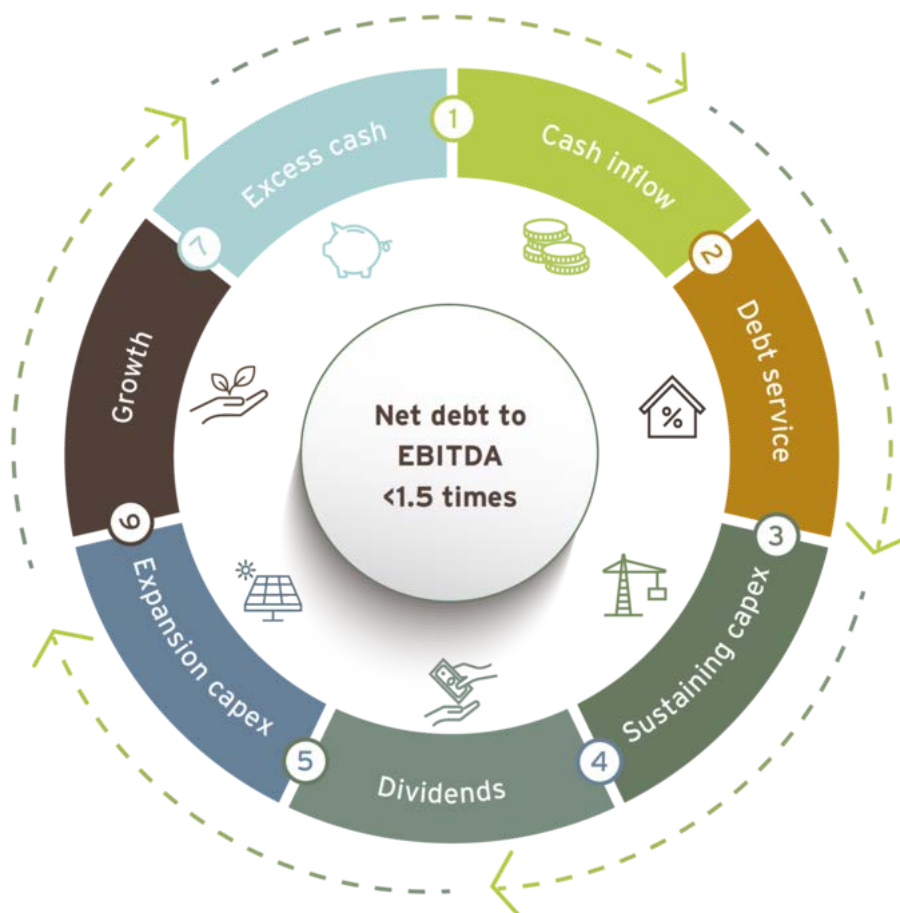 1
Cash inflow
2
Debt service
3
Sustaining capex
4
Dividends
5
Expansion capex
6
Growth
7
Excess cash
%
Net debt to
EBITDA
<1.5 times